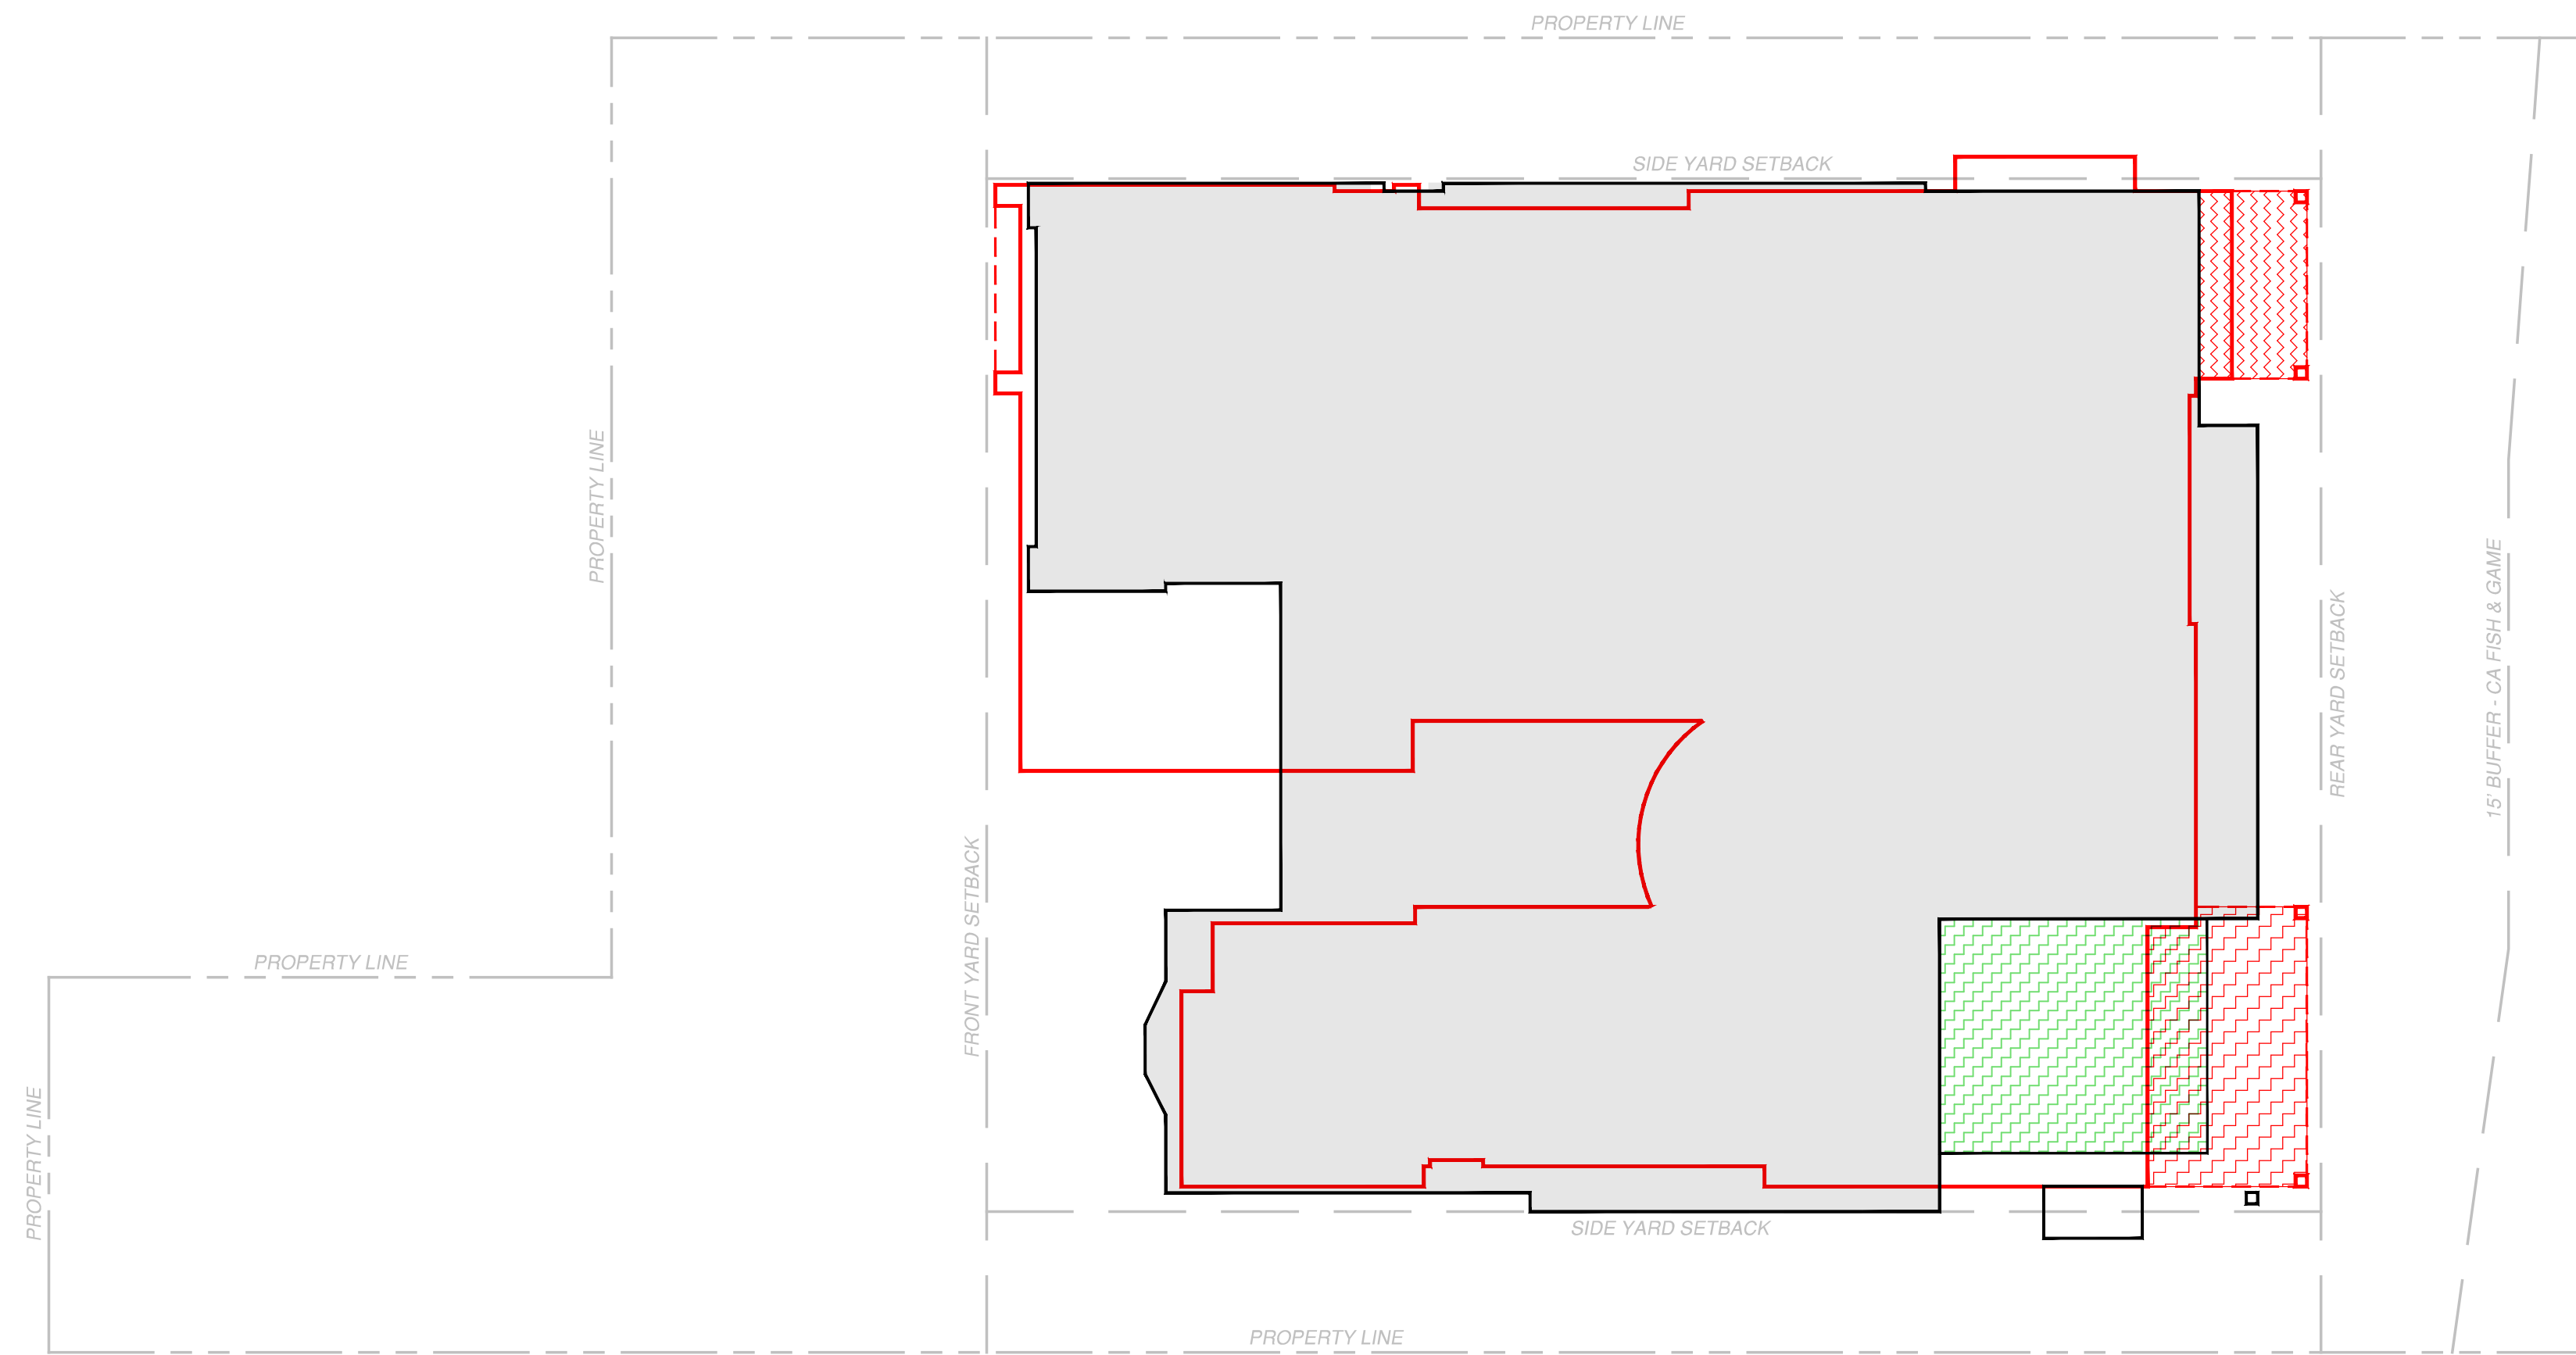 PROPERTY LINE
SIDE YARD SETBACK
PROPERTY LINE
15' BUFFER - CA FISH & GAME
REAR YARD SETBACK
FRONT YARD SETBACK
PROPERTY LINE
PROPERTY LINE
SIDE YARD SETBACK
PROPERTY LINE